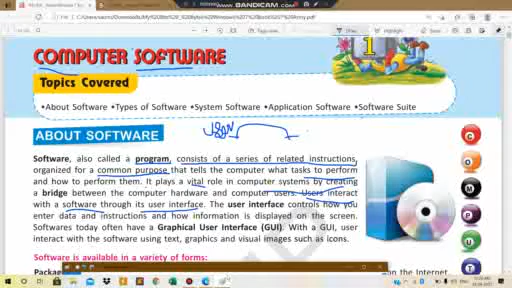 www.BANDICAM.com
COMPUTER SOFTWARE
1
Topics Covered
•About Software •Types of Software •System Software •Application Software •Software Suite
user
ABOUT SOFTWARE
Software, also called a program, consists of a series of related instructions,
organized for a common purpose that tells the computer what tasks to perform
and how to perform them. It plays a vital role in computer systems by creating
a bridge between the computer hardware and computer users. Users interact
with a software through its user interface. The user interface controls how you
enter data and instructions and how information is displayed on the screen.
Softwares today often have a Graphical User Interface (GUI). With a GUI, user
interact with the software using text, graphics and visual images such as icons.
Software is available in a variety of forms:
on the Internet
C
O
M
P
U
T